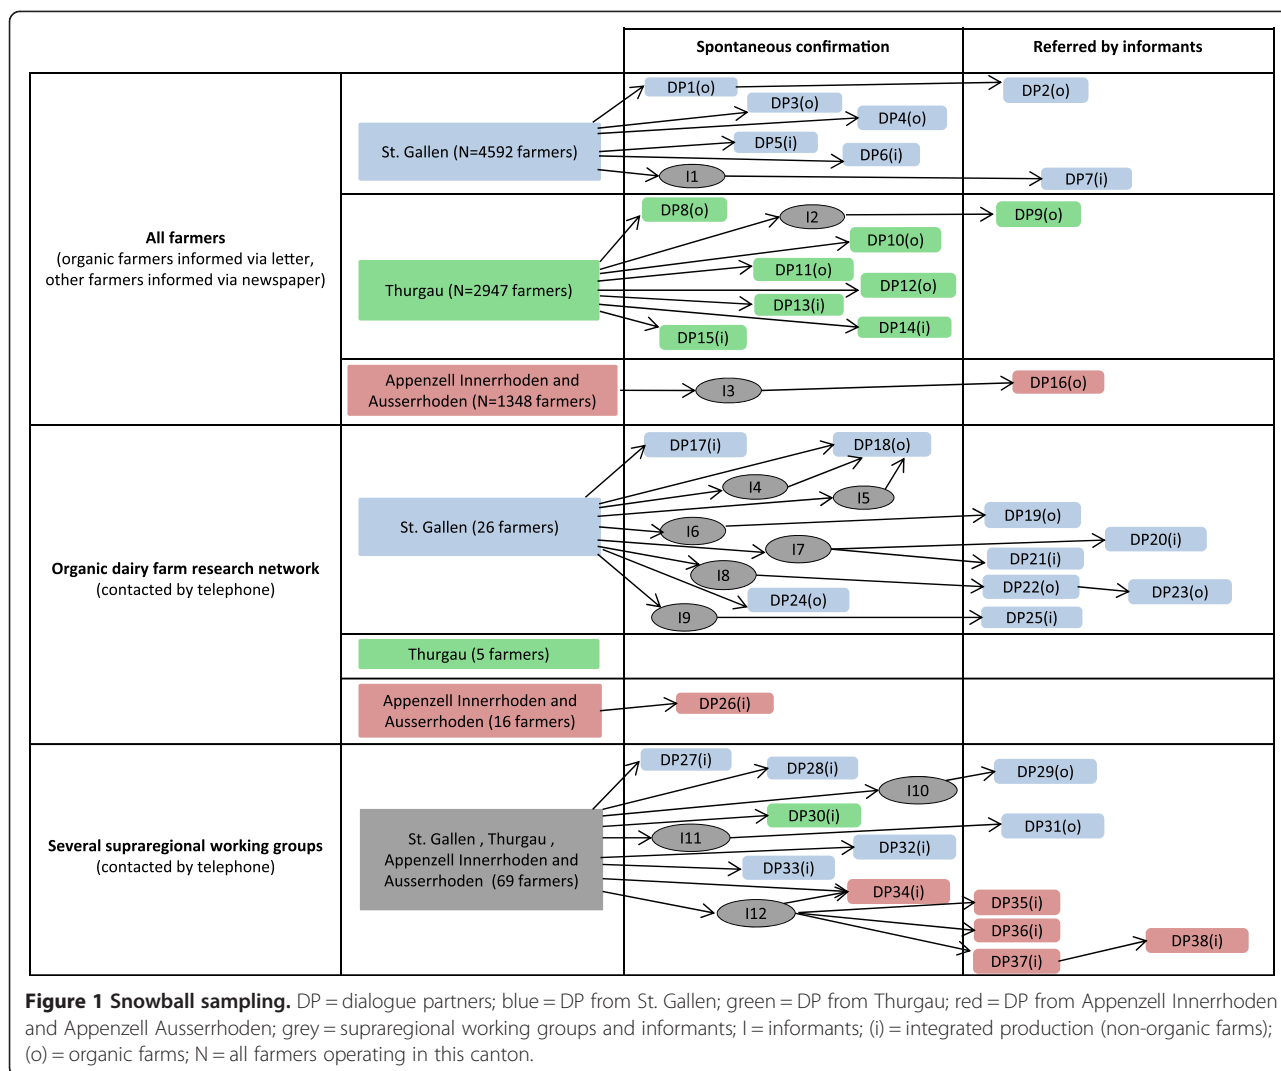 Spontaneous confirmation
Referred by informants
All farmers
(organic farmers informed via letter,
other farmers informed via newspaper)
St. Gallen (N=4592 farmers)
DP1(o)
DP2(o)
DP3(o)
DP4(o)
DP5(i)
DP6(i)
I1
DP7(i)
Thurgau (N=2947 farmers)
DP8(o)
I2
DP9(o)
DP10(o)
DP11(o)
DP12(o)
DP13(i)
DP14(i)
DP15(i)
Appenzell Innerrhoden and
Ausserrhoden (N=1348 farmers)
I3
DP16(o)
Organic dairy farm research network
(contacted by telephone)
St. Gallen (26 farmers)
DP17(i)
DP18(o)
I4
I5
I6
DP19(o)
I7
DP20(i)
DP21(i)
I8
DP22(o)
DP23(o)
DP24(o)
I9
DP25(i)
Thurgau (5 farmers)
Appenzell Innerrhoden and
Ausserrhoden (16 farmers)
DP26(i)
Several supraregional working groups
(contacted by telephone)
St. Gallen , Thurgau ,
Appenzell Innerrhoden and
Ausserrhoden (69 farmers)
DP27(i)
DP28(i)
I10
DP29(o)
DP30(i)
I11
DP31(o)
DP32(i)
DP33(i)
DP34(i)
I12
DP35(i)
DP36(i)
DP37(i)
DP38(i)
Figure 1 Snowball sampling. DP = dialogue partners; blue = DP from St. Gallen; green = DP from Thurgau; red = DP from Appenzell Innerrhoden
and Appenzell Ausserrhoden; grey = supraregional working groups and informants; I = informants; (i) = integrated production (non-organic farms);
(o) = organic farms; N = all farmers operating in this canton.